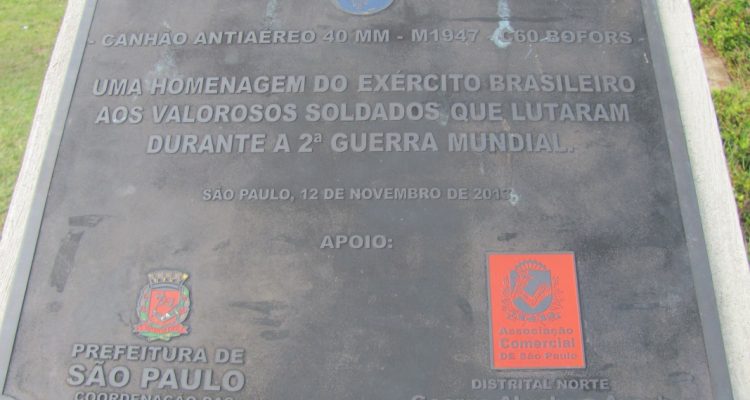 - CANHÃO ANTIAÉREO 40 MM - M1947 - C60 BOFORS -
UMA HOMENAGEM DO EXÉRCITO BRASILEIRO
AOS VALOROSOS SOLDADOS QUE LUTARAM
DURANTE A 2ª GUERRA MUNDIAL.
SÃO PAULO, 12 DE NOVEMBRO DE
APOIO:
Associação
Comercial
DE São Paulo
PREFEITURA DE
SÃO PAULO
COORDENAÇÃO DAS
DISTRITAL NORTE